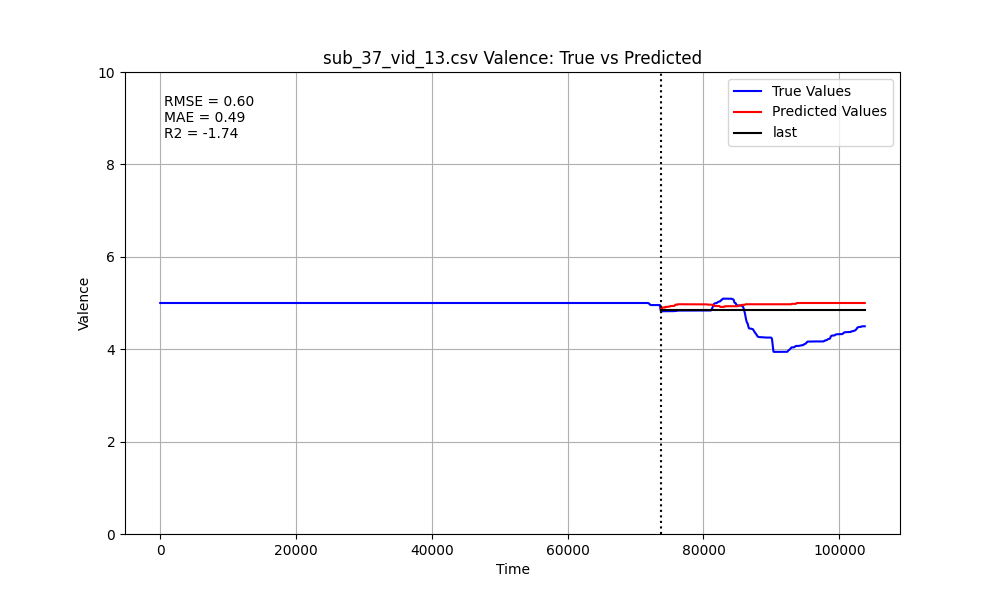 sub_37_vid_13.csv Valence: True vs Predicted
RMSE = 0.60
MAE = 0.49
R2 = -1.74
True Values
Predicted Values
last
10
8
6
4
2
0
Valence
0
20000
40000
60000
80000
100000
Time